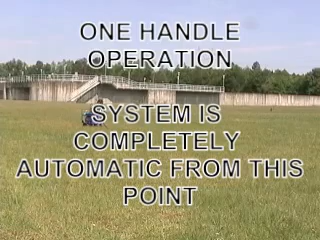 ONE HANDLE
OPERATION
SYSTEM IS
COMPLETELY
AUTOMATIC FROM THIS
POINT